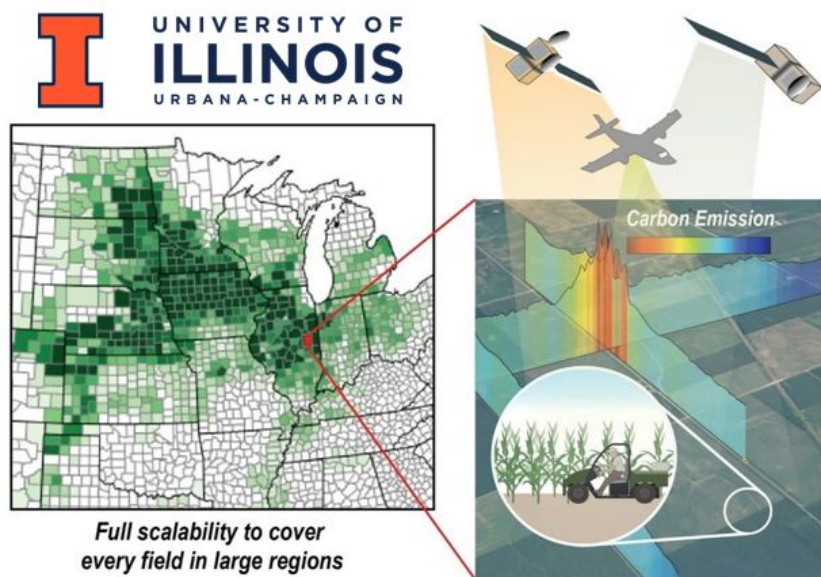 UNIVERSITY OF
ILLINOIS
URBANA-CHAMPAIGN
Carbon Emission
Full scalability to cover
every field in large regions